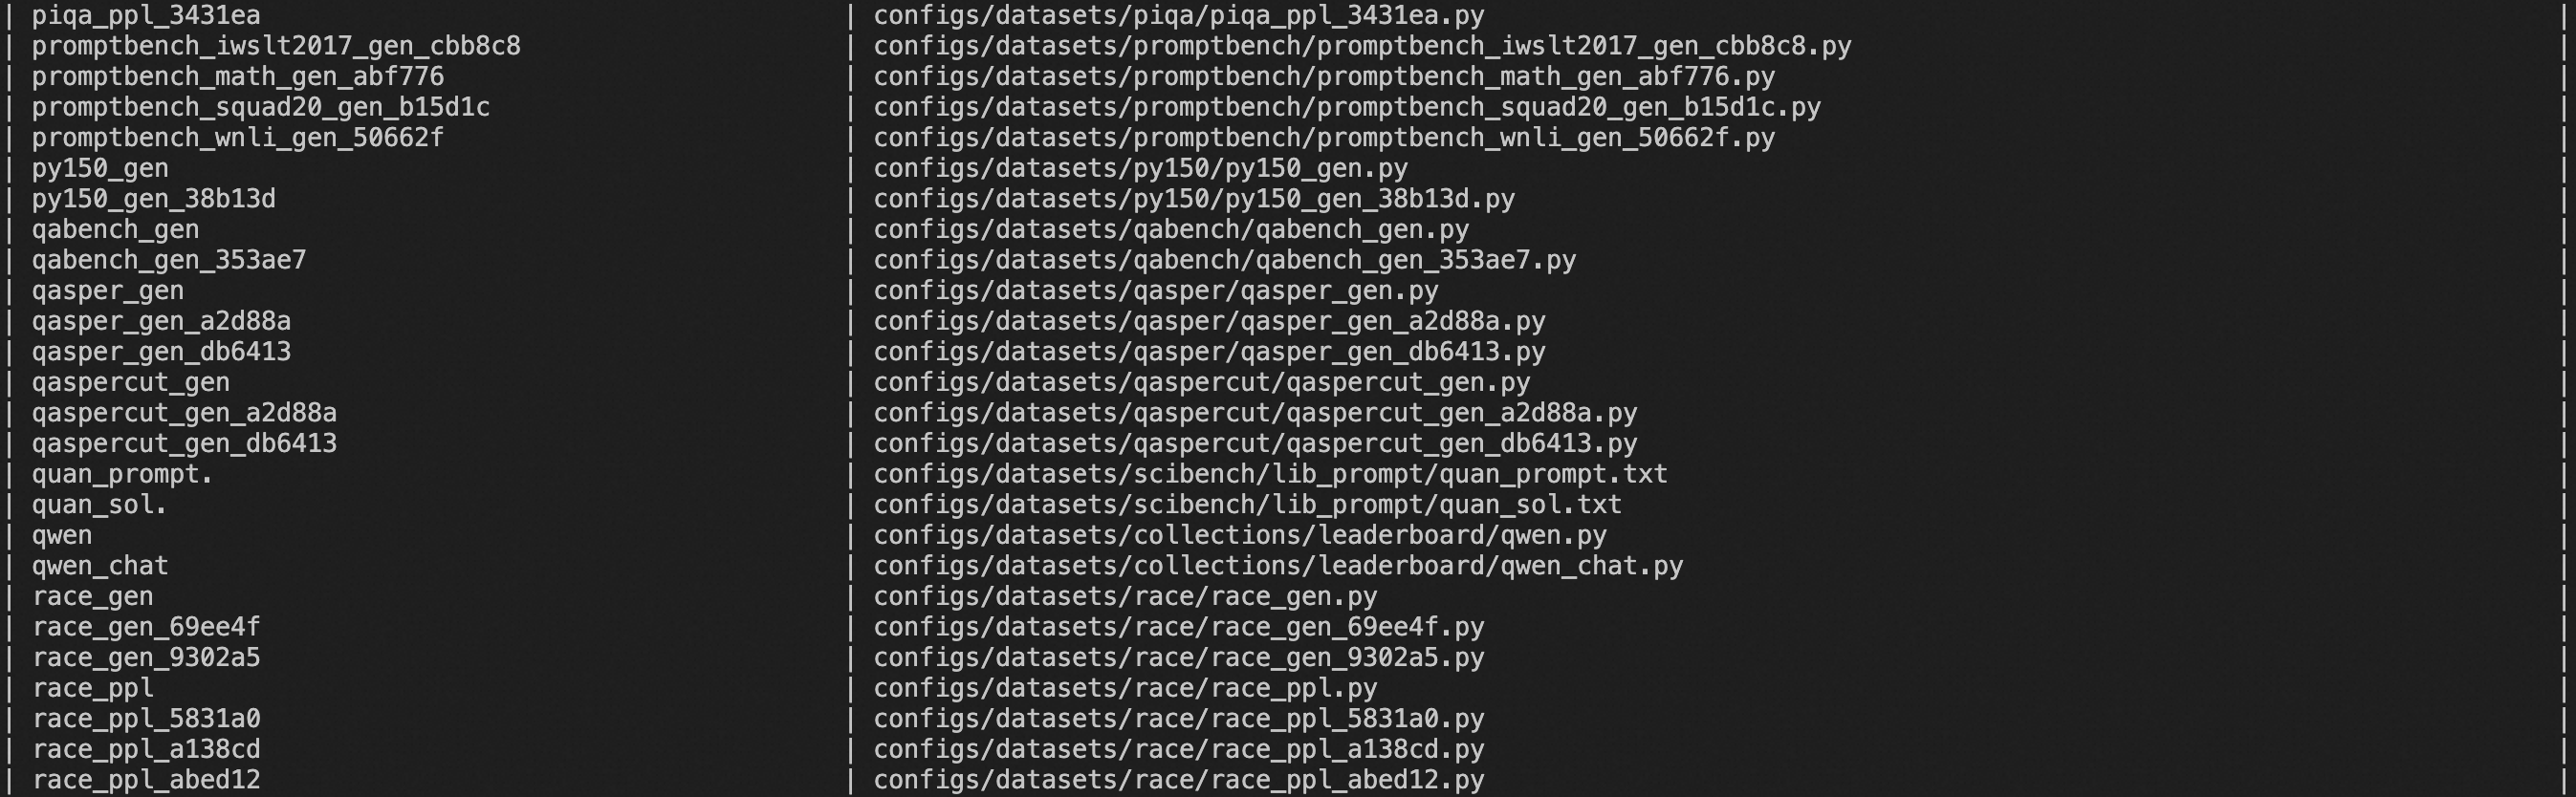 | piqa_ppl_3431ea | configs/datasets/piqa/piqa_ppl_3431ea.py |
| promptbench_iwslt2017_gen_cbb8c8 | configs/datasets/promptbench/promptbench_iwslt2017_gen_cbb8c8.py |
| promptbench_math_gen_abf776 | configs/datasets/promptbench/promptbench_math_gen_abf776.py |
| promptbench_squad20_gen_b15d1c | configs/datasets/promptbench/promptbench_squad20_gen_b15d1c.py |
| promptbench_wnli_gen_50662f | configs/datasets/promptbench/promptbench_wnli_gen_50662f.py |
| py150_gen | configs/datasets/py150/py150_gen.py |
| py150_gen_38b13d | configs/datasets/py150/py150_gen_38b13d.py |
| qabench_gen | configs/datasets/qabench/qabench_gen.py |
| qabench_gen_353ae7 | configs/datasets/qabench/qabench_gen_353ae7.py |
| qasper_gen | configs/datasets/qasper/qasper_gen.py |
| qasper_gen_a2d88a | configs/datasets/qasper/qasper_gen_a2d88a.py |
| qasper_gen_db6413 | configs/datasets/qasper/qasper_gen_db6413.py |
| qaspercut_gen | configs/datasets/qaspercut/qaspercut_gen.py |
| qaspercut_gen_a2d88a | configs/datasets/qaspercut/qaspercut_gen_a2d88a.py |
| qaspercut_gen_db6413 | configs/datasets/qaspercut/qaspercut_gen_db6413.py |
| quan_prompt. | configs/datasets/scibench/lib_prompt/quan_prompt.txt |
| quan_sol. | configs/datasets/scibench/lib_prompt/quan_sol.txt |
| qwen | configs/datasets/collections/leaderboard/qwen.py |
| qwen_chat | configs/datasets/collections/leaderboard/qwen_chat.py |
| race_gen | configs/datasets/race/race_gen.py |
| race_gen_69ee4f | configs/datasets/race/race_gen_69ee4f.py |
| race_gen_9302a5 | configs/datasets/race/race_gen_9302a5.py |
| race_ppl | configs/datasets/race/race_ppl.py |
| race_ppl_5831a0 | configs/datasets/race/race_ppl_5831a0.py |
| race_ppl_a138cd | configs/datasets/race/race_ppl_a138cd.py |
| race_ppl_abed12 | configs/datasets/race/race_ppl_abed12.py |